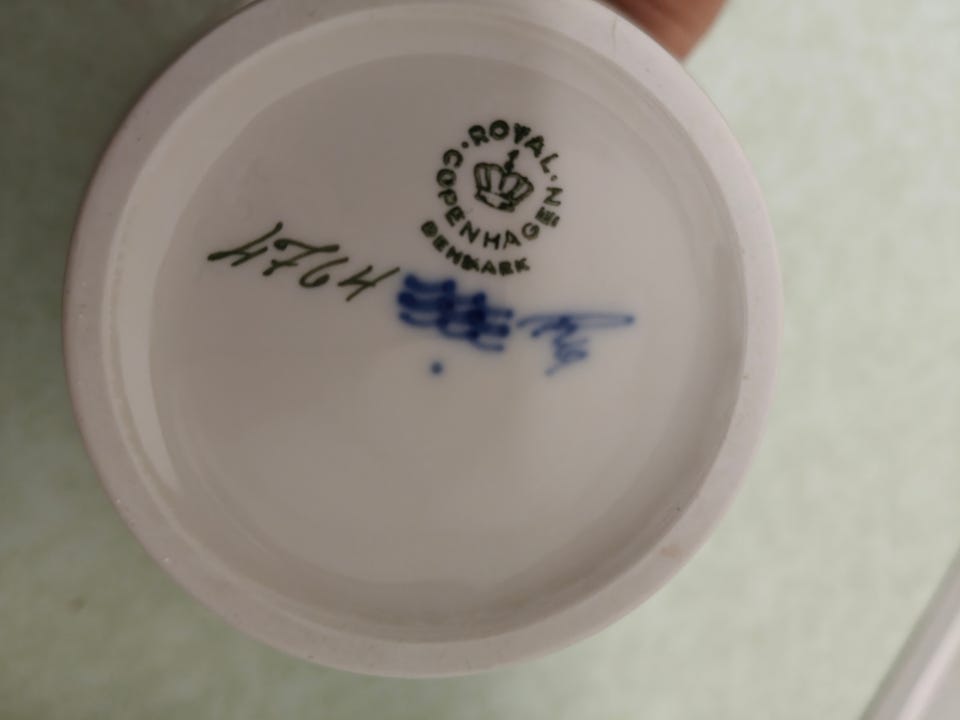 ROYAL
COPENHAGEN
DENMARK
4764